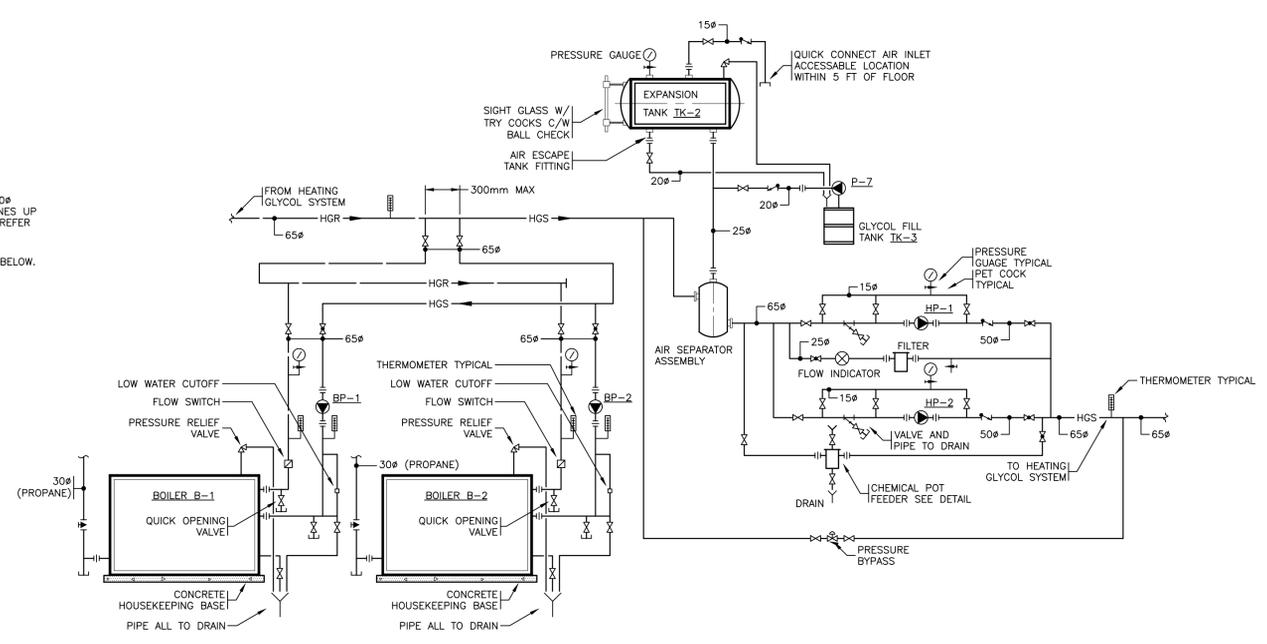 15ø
PRESSURE GAUGE
QUICK CONNECT AIR INLET
ACCESSABLE LOCATION
WITHIN 5 FT OF FLOOR
EXPANSION
TANK TK-2
SIGHT GLASS W/
TRY COCKS C/W
BALL CHECK
AIR ESCAPE
TANK FITTING
20ø
P-7
20ø
GLYCOL FILL
TANK TK-3
25ø
0ø
NES UP
REFER
BELOW.
FROM HEATING
GLYCOL SYSTEM
300mm MAX
HGR
HGS
65ø
65ø
HGR
HGS
65ø
65ø
PRESSURE
GUAGE TYPICAL
PET COCK
TYPICAL
15ø
65ø
HP-1
50ø
AIR SEPARATOR
ASSEMBLY
25ø
FILTER
FLOW INDICATOR
HP-2
15ø
50ø
THERMOMETER TYPICAL
HGS
65ø
65ø
VALVE AND
PIPE TO DRAIN
TO HEATING
GLYCOL SYSTEM
CHEMICAL POT
FEEDER SEE DETAIL
DRAIN
PRESSURE
BYPASS
LOW WATER CUTOFF
FLOW SWITCH
PRESSURE RELIEF
VALVE
BP-1
THERMOMETER TYPICAL
LOW WATER CUTOFF
FLOW SWITCH
PRESSURE RELIEF
VALVE
BP-2
30ø
(PROPANE)
BOILER B-1
QUICK OPENING
VALVE
30ø (PROPANE)
BOILER B-2
QUICK OPENING
VALVE
CONCRETE
HOUSEKEEPING BASE
PIPE ALL TO DRAIN
CONCRETE
HOUSEKEEPING BASE
PIPE ALL TO DRAIN